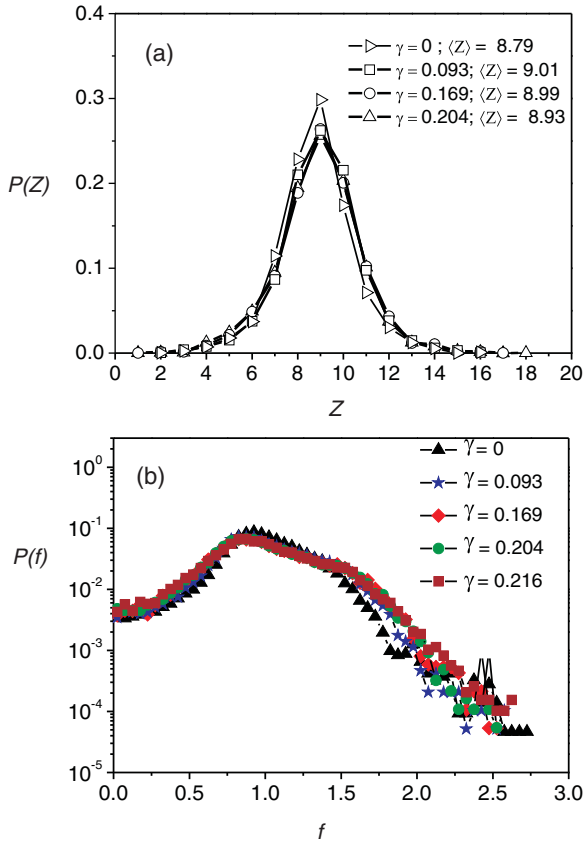 (a)
γ = 0 ; ⟨Z⟩ = 8.79
γ = 0.093; ⟨Z⟩ = 9.01
γ = 0.169; ⟨Z⟩ = 8.99
γ = 0.204; ⟨Z⟩ = 8.93
0.4
0.3
0.2
0.1
0.0
P(Z)
0 2 4 6 8 10 12 14 16 18 20
Z
(b)
γ = 0
γ = 0.093
γ = 0.169
γ = 0.204
γ = 0.216
10⁰
10⁻¹
10⁻²
10⁻³
10⁻⁴
10⁻⁵
P(f)
0.0 0.5 1.0 1.5 2.0 2.5 3.0
f